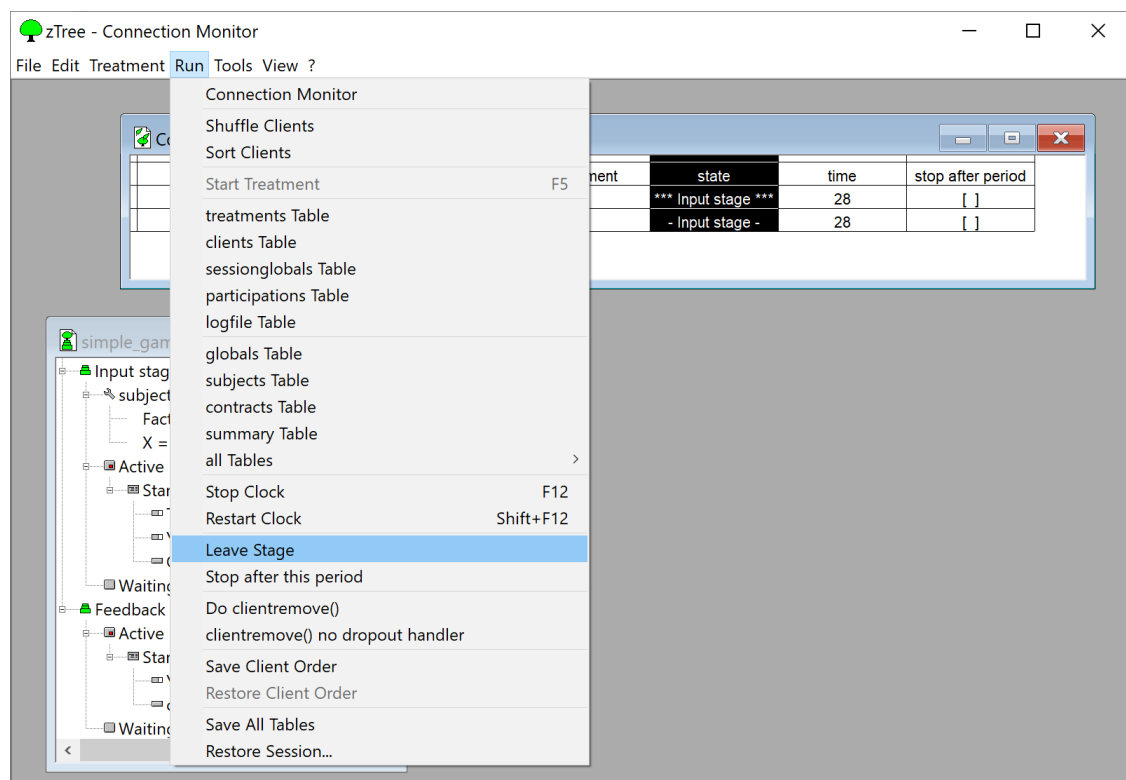 zTree - Connection Monitor
File Edit Treatment Run Tools View ?
Connection Monitor
Shuffle Clients
Sort Clients
Start Treatment F5
treatments Table
clients Table
sessionglobals Table
participations Table
logfile Table
globals Table
subjects Table
contracts Table
summary Table
all Tables
Stop Clock F12
Restart Clock Shift+F12
Leave Stage
Stop after this period
Do clientremove()
clientremove() no dropout handler
Save Client Order
Restore Client Order
Save All Tables
Restore Session...
state time stop after period
*** Input stage *** 28 [ ]
- Input stage - 28 [ ]
simple_gam
Input stag
subject
Fact
X =
Active
Star
Waiting
Feedback
Active
Star
Waiting